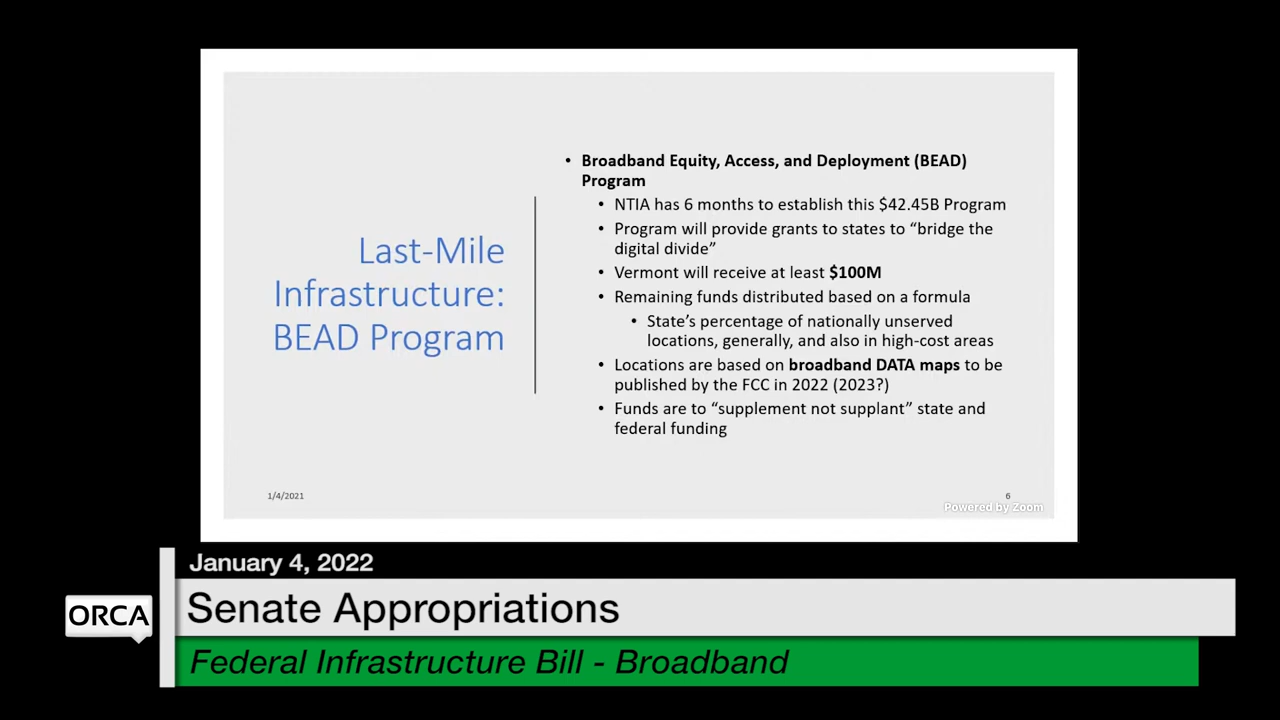 Last-Mile
Infrastructure:
BEAD Program
• Broadband Equity, Access, and Deployment (BEAD)
Program
• NTIA has 6 months to establish this $42.45B Program
• Program will provide grants to states to “bridge the
digital divide”
• Vermont will receive at least $100M
• Remaining funds distributed based on a formula
• State’s percentage of nationally unserved
locations, generally, and also in high-cost areas
• Locations are based on broadband DATA maps to be
published by the FCC in 2022 (2023?)
• Funds are to “supplement not supplant” state and
federal funding
1/4/2021
6
Powered by Zoom
January 4, 2022
ORCA
Senate Appropriations
Federal Infrastructure Bill - Broadband